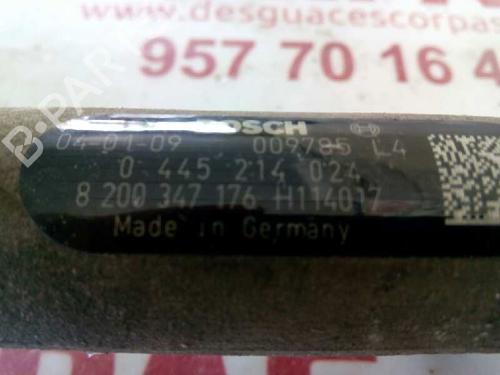 desguacescorpas
957 70 16 4
BOSCH
04-01-09 009785 L4
0 445 214 024
8 200 347 176 H114017
Made in Germany
B-PARTS